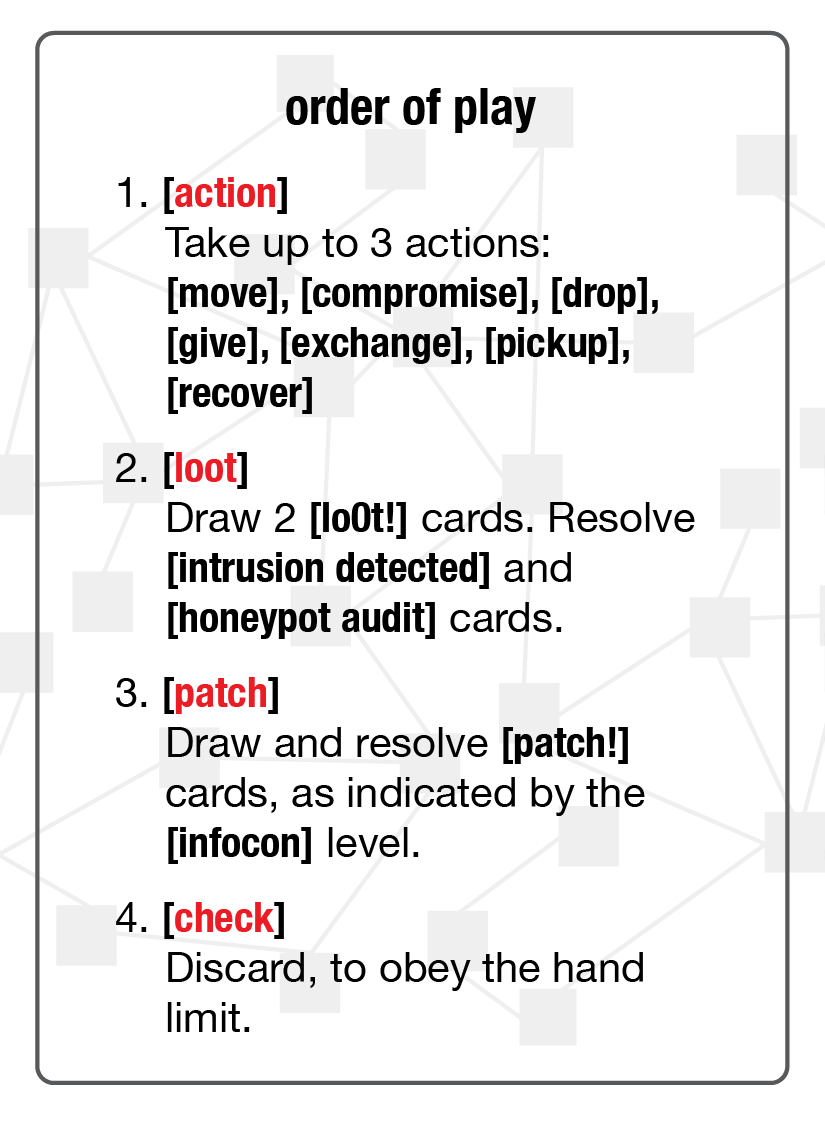 order of play
1. [action]
Take up to 3 actions:
[move], [compromise], [drop],
[give], [exchange], [pickup],
[recover]
2. [loot]
Draw 2 [lo0t!] cards. Resolve
[intrusion detected] and
[honeypot audit] cards.
3. [patch]
Draw and resolve [patch!]
cards, as indicated by the
[infocon] level.
4. [check]
Discard, to obey the hand
limit.